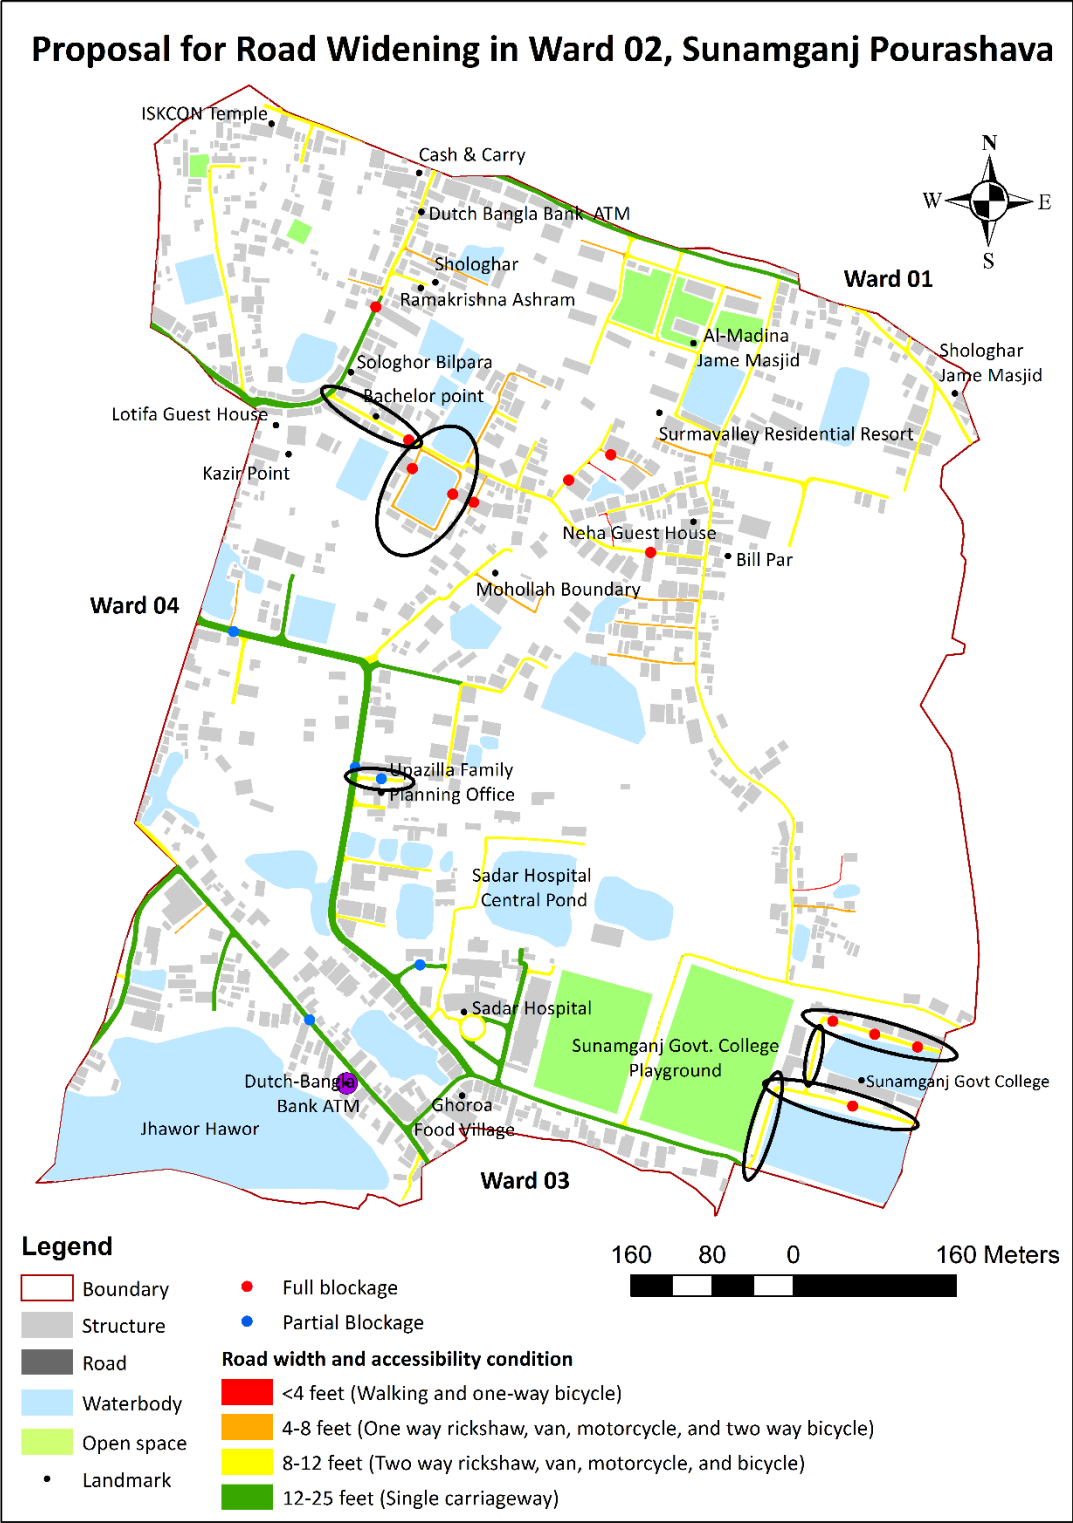 Proposal for Road Widening in Ward 02, Sunamganj Pourashava
ISKCON Temple
Cash & Carry
N
W
E
S
Dutch Bangla Bank ATM
Shologhar
Ward 01
Ramakrishna Ashram
Al-Madina
Jame Masjid
Shologhar
Jame Masjid
Sologhor Bilpara
Bachelor point
Lotifa Guest House
Surmavalley Residential Resort
Kazir Point
Neha Guest House
Bill Par
Mohollah Boundary
Ward 04
Upazilla Family
Planning Office
Sadar Hospital
Central Pond
Sadar Hospital
Sunamganj Govt. College
Playground
Sunamganj Govt College
Dutch-Bangla
Bank ATM
Ghoroa
Food Village
Jhawor Hawor
Ward 03
Legend
160 80 0 160 Meters
Boundary
Structure
Road
Waterbody
Open space
Landmark
Full blockage
Partial Blockage
Road width and accessibility condition
<4 feet (Walking and one-way bicycle)
4-8 feet (One way rickshaw, van, motorcycle, and two way bicycle)
8-12 feet (Two way rickshaw, van, motorcycle, and bicycle)
12-25 feet (Single carriageway)